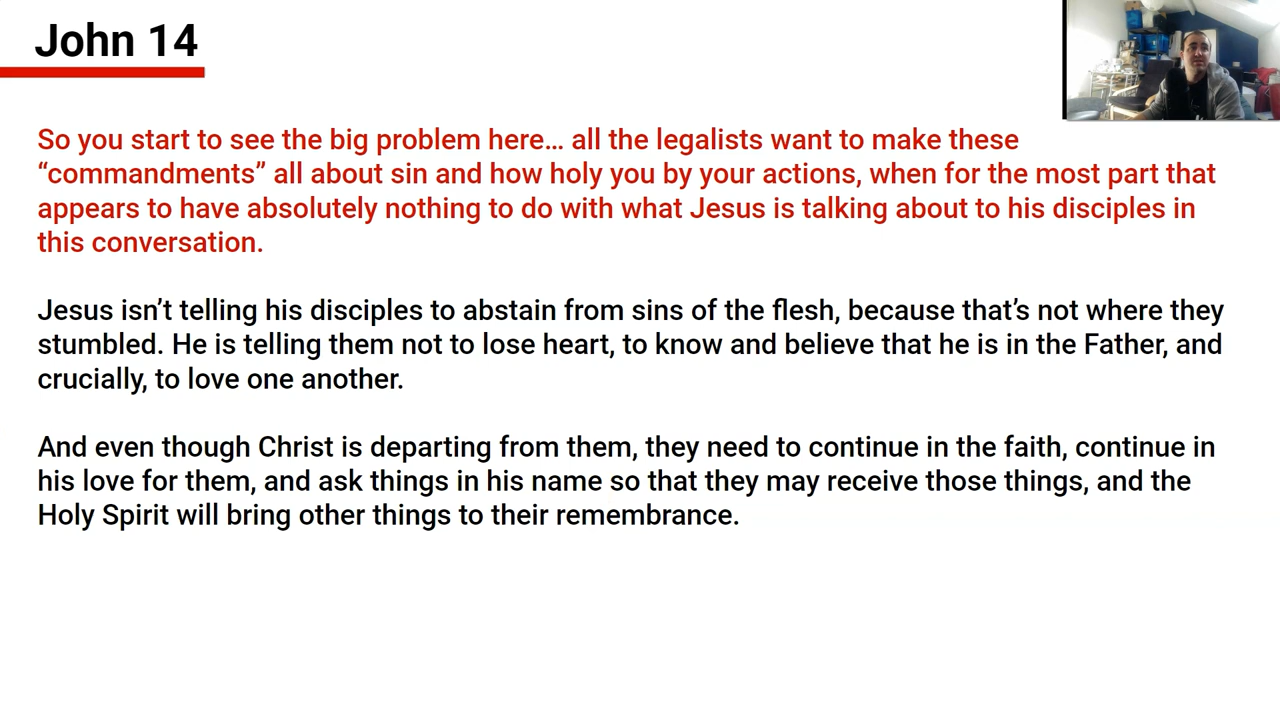 John 14
So you start to see the big problem here… all the legalists want to make these
“commandments” all about sin and how holy you by your actions, when for the most part that
appears to have absolutely nothing to do with what Jesus is talking about to his disciples in
this conversation.
Jesus isn’t telling his disciples to abstain from sins of the flesh, because that’s not where they
stumbled. He is telling them not to lose heart, to know and believe that he is in the Father, and
crucially, to love one another.
And even though Christ is departing from them, they need to continue in the faith, continue in
his love for them, and ask things in his name so that they may receive those things, and the
Holy Spirit will bring other things to their remembrance.